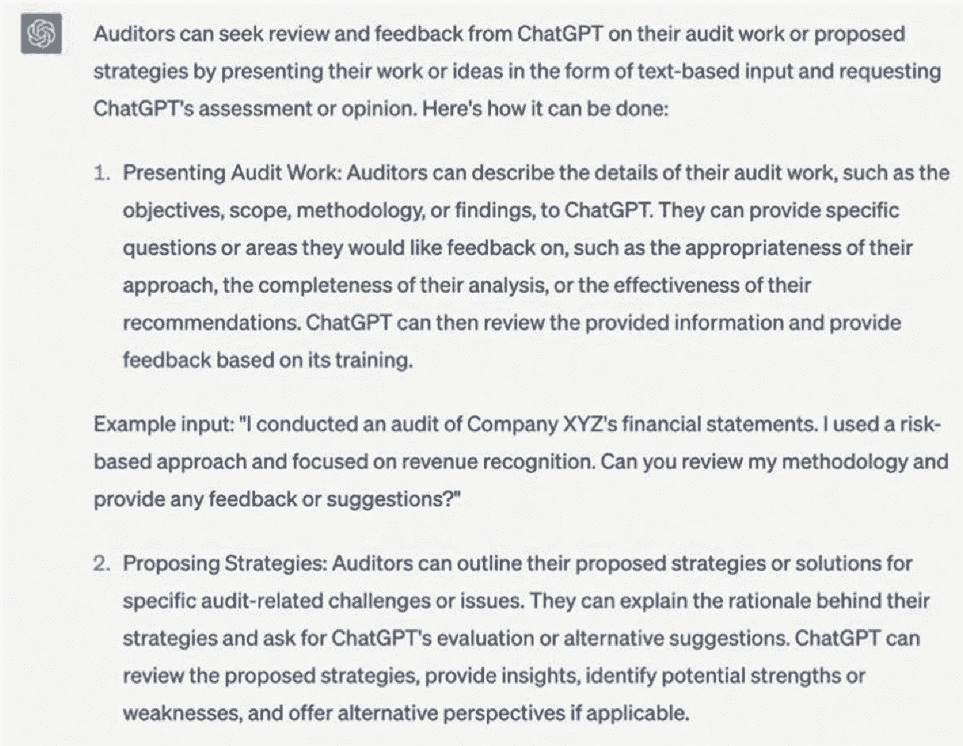 Auditors can seek review and feedback from ChatGPT on their audit work or proposed
strategies by presenting their work or ideas in the form of text-based input and requesting
ChatGPT's assessment or opinion. Here's how it can be done:
1. Presenting Audit Work: Auditors can describe the details of their audit work, such as the
objectives, scope, methodology, or findings, to ChatGPT. They can provide specific
questions or areas they would like feedback on, such as the appropriateness of their
approach, the completeness of their analysis, or the effectiveness of their
recommendations. ChatGPT can then review the provided information and provide
feedback based on its training.
Example input: "I conducted an audit of Company XYZ's financial statements. I used a risk-
based approach and focused on revenue recognition. Can you review my methodology and
provide any feedback or suggestions?"
2. Proposing Strategies: Auditors can outline their proposed strategies or solutions for
specific audit-related challenges or issues. They can explain the rationale behind their
strategies and ask for ChatGPT's evaluation or alternative suggestions. ChatGPT can
review the proposed strategies, provide insights, identify potential strengths or
weaknesses, and offer alternative perspectives if applicable.